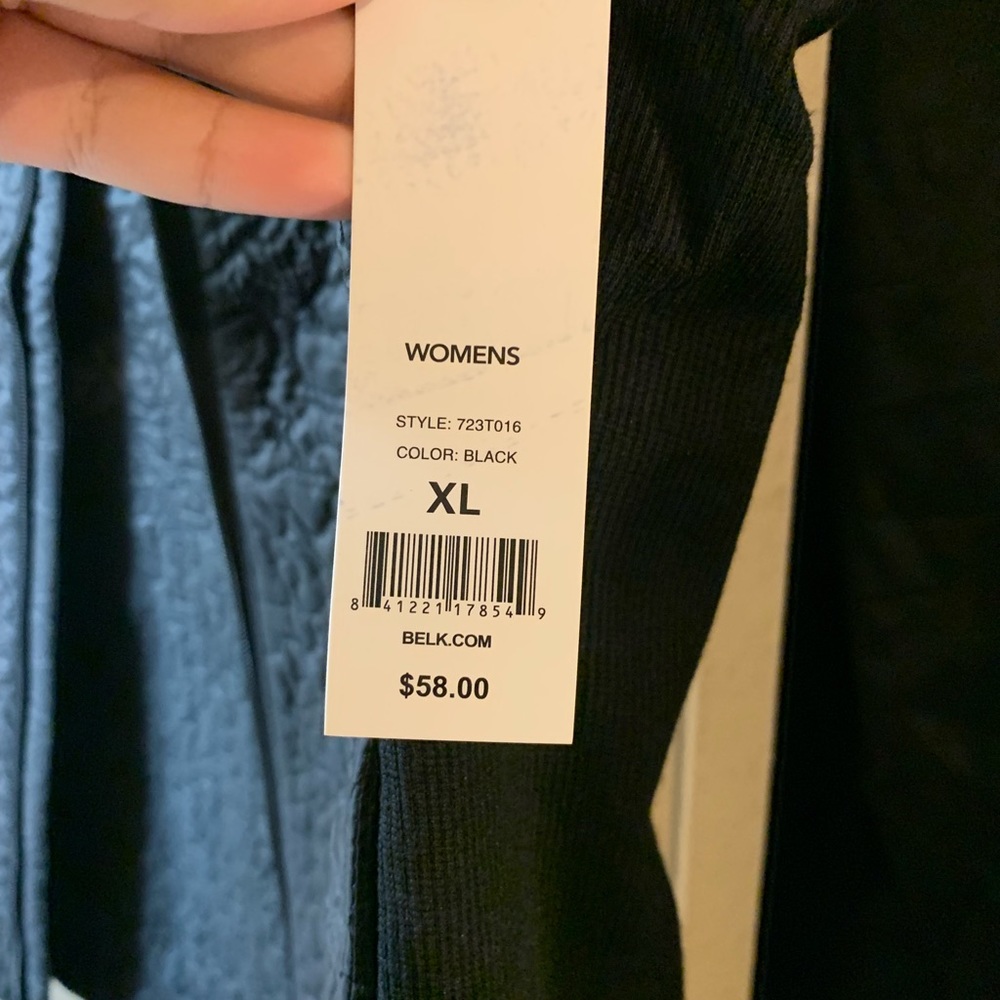 WOMENS
STYLE: 723T016
COLOR: BLACK
XL
8 41221 17854 9
BELK.COM
$58.00